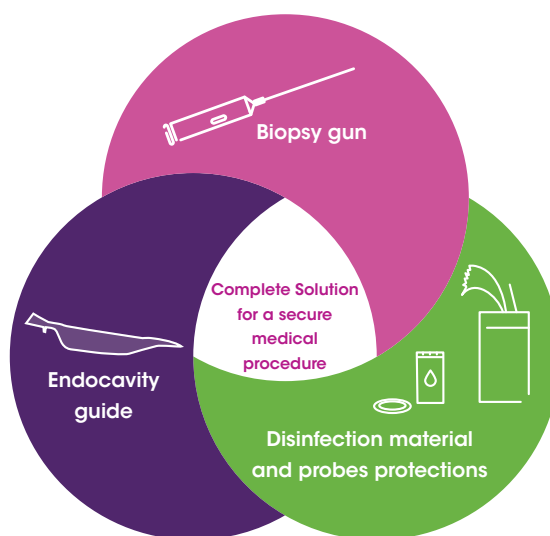 Biopsy gun
Complete Solution
for a secure
medical
procedure
Endocavity
guide
Disinfection material
and probes protections